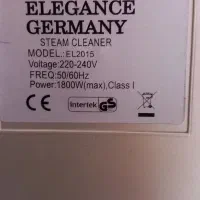 ELEGANCE
GERMANY
STEAM CLEANER
MODEL.:EL2015
Voltage:220-240V
FREQ:50/60Hz
Power:1800W(max),Class I
Intertek GS CE